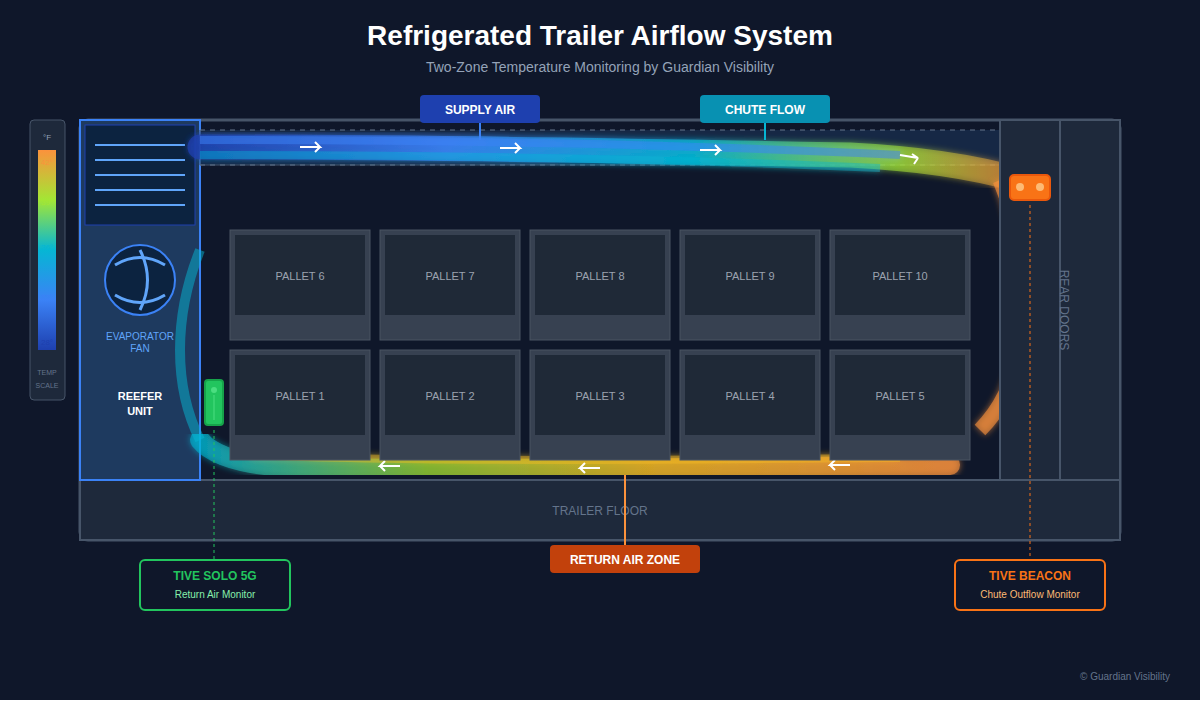 Refrigerated Trailer Airflow System
Two-Zone Temperature Monitoring by Guardian Visibility
SUPPLY AIR
CHUTE FLOW
°F
TEMP
SCALE
EVAPORATOR
FAN
REEFER
UNIT
PALLET 6
PALLET 7
PALLET 8
PALLET 9
PALLET 10
PALLET 1
PALLET 2
PALLET 3
PALLET 4
PALLET 5
REAR DOORS
TRAILER FLOOR
RETURN AIR ZONE
TIVE SOLO 5G
Return Air Monitor
TIVE BEACON
Chute Outflow Monitor
© Guardian Visibility